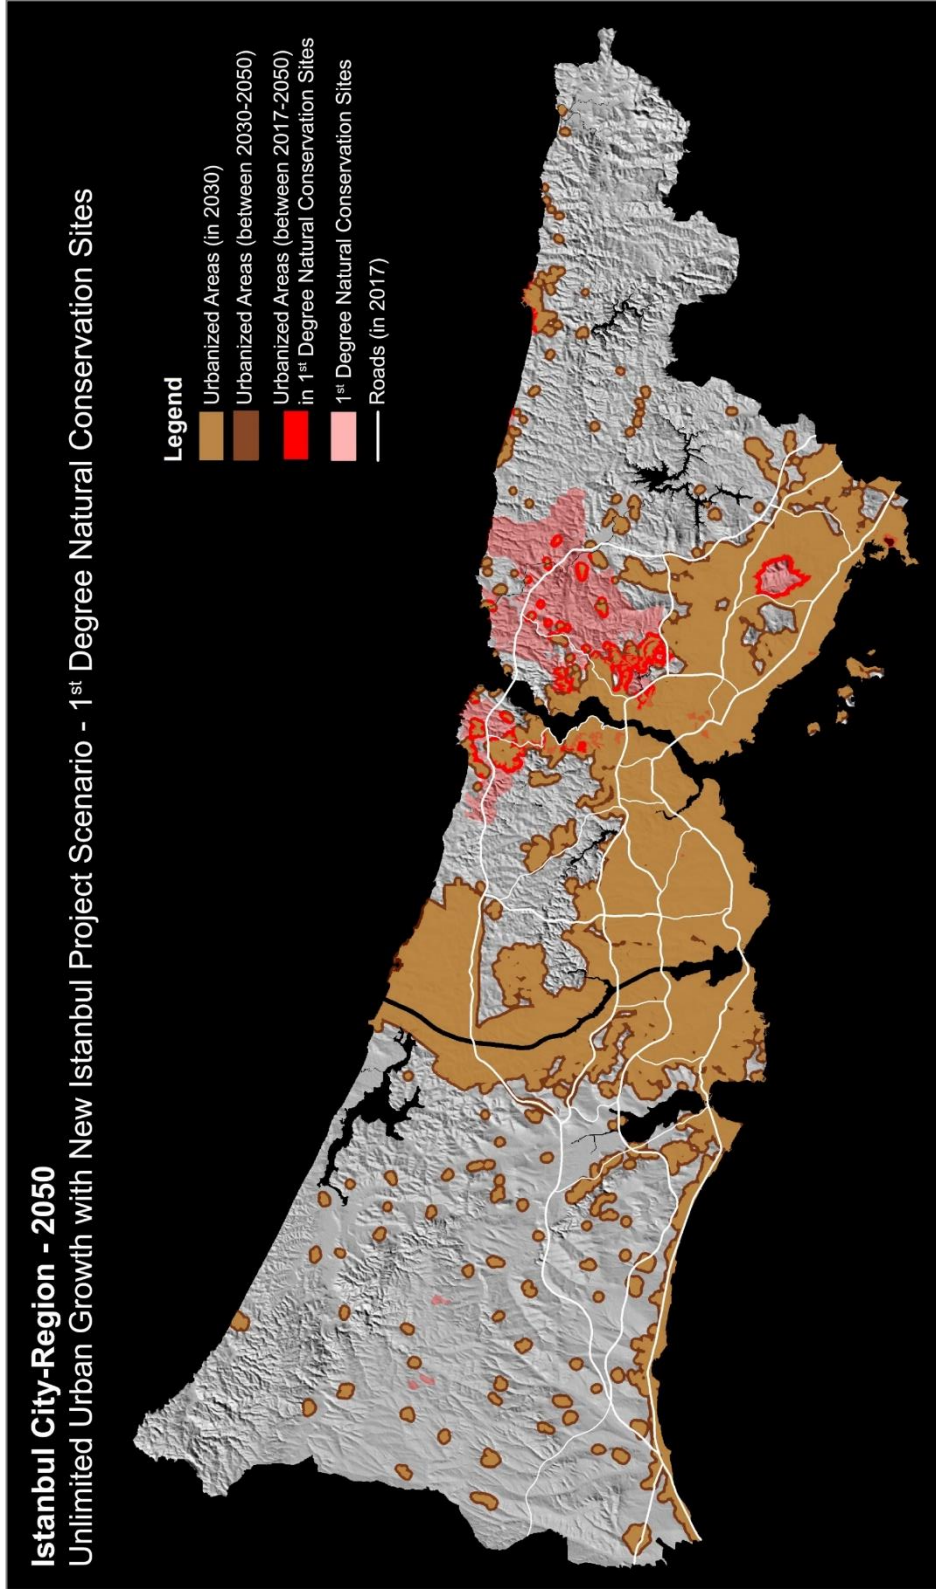 Istanbul City-Region - 2050
Unlimited Urban Growth with New Istanbul Project Scenario - 1st Degree Natural Conservation Sites
Legend
Urbanized Areas (in 2030)
Urbanized Areas (between 2030-2050)
Urbanized Areas (between 2017-2050)
in 1st Degree Natural Conservation Sites
1st Degree Natural Conservation Sites
Roads (in 2017)